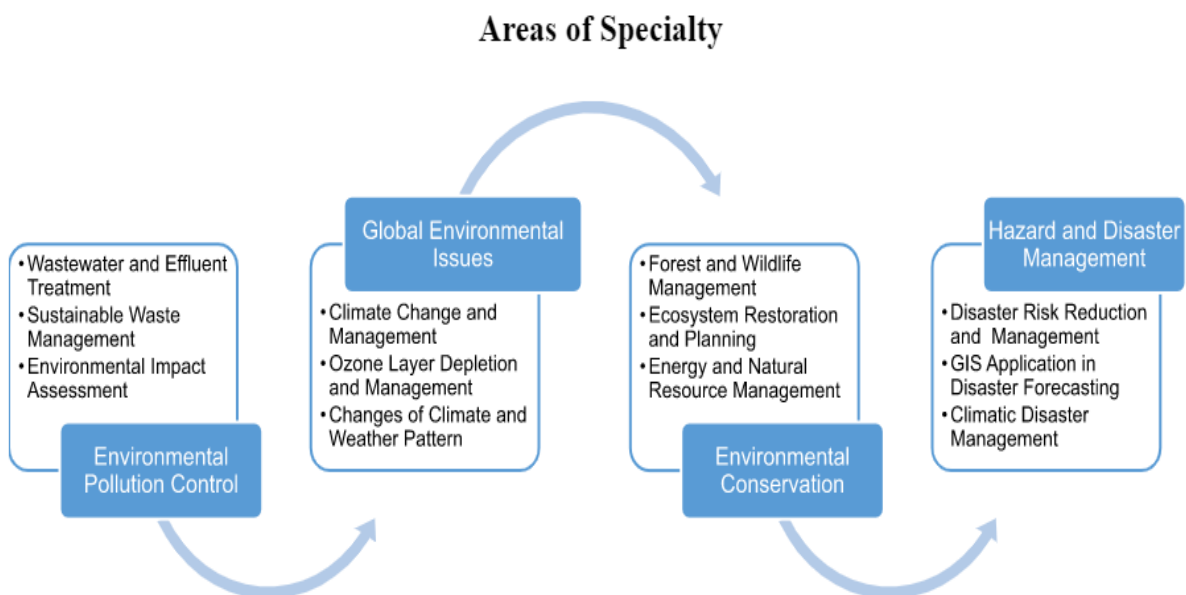 Areas of Specialty
• Wastewater and Effluent
Treatment
• Sustainable Waste
Management
• Environmental Impact
Assessment
Environmental
Pollution Control
Global Environmental
Issues
• Climate Change and
Management
• Ozone Layer Depletion
and Management
• Changes of Climate and
Weather Pattern
• Forest and Wildlife
Management
• Ecosystem Restoration
and Planning
• Energy and Natural
Resource Management
Environmental
Conservation
Hazard and Disaster
Management
• Disaster Risk Reduction
and Management
• GIS Application in
Disaster Forecasting
• Climatic Disaster
Management